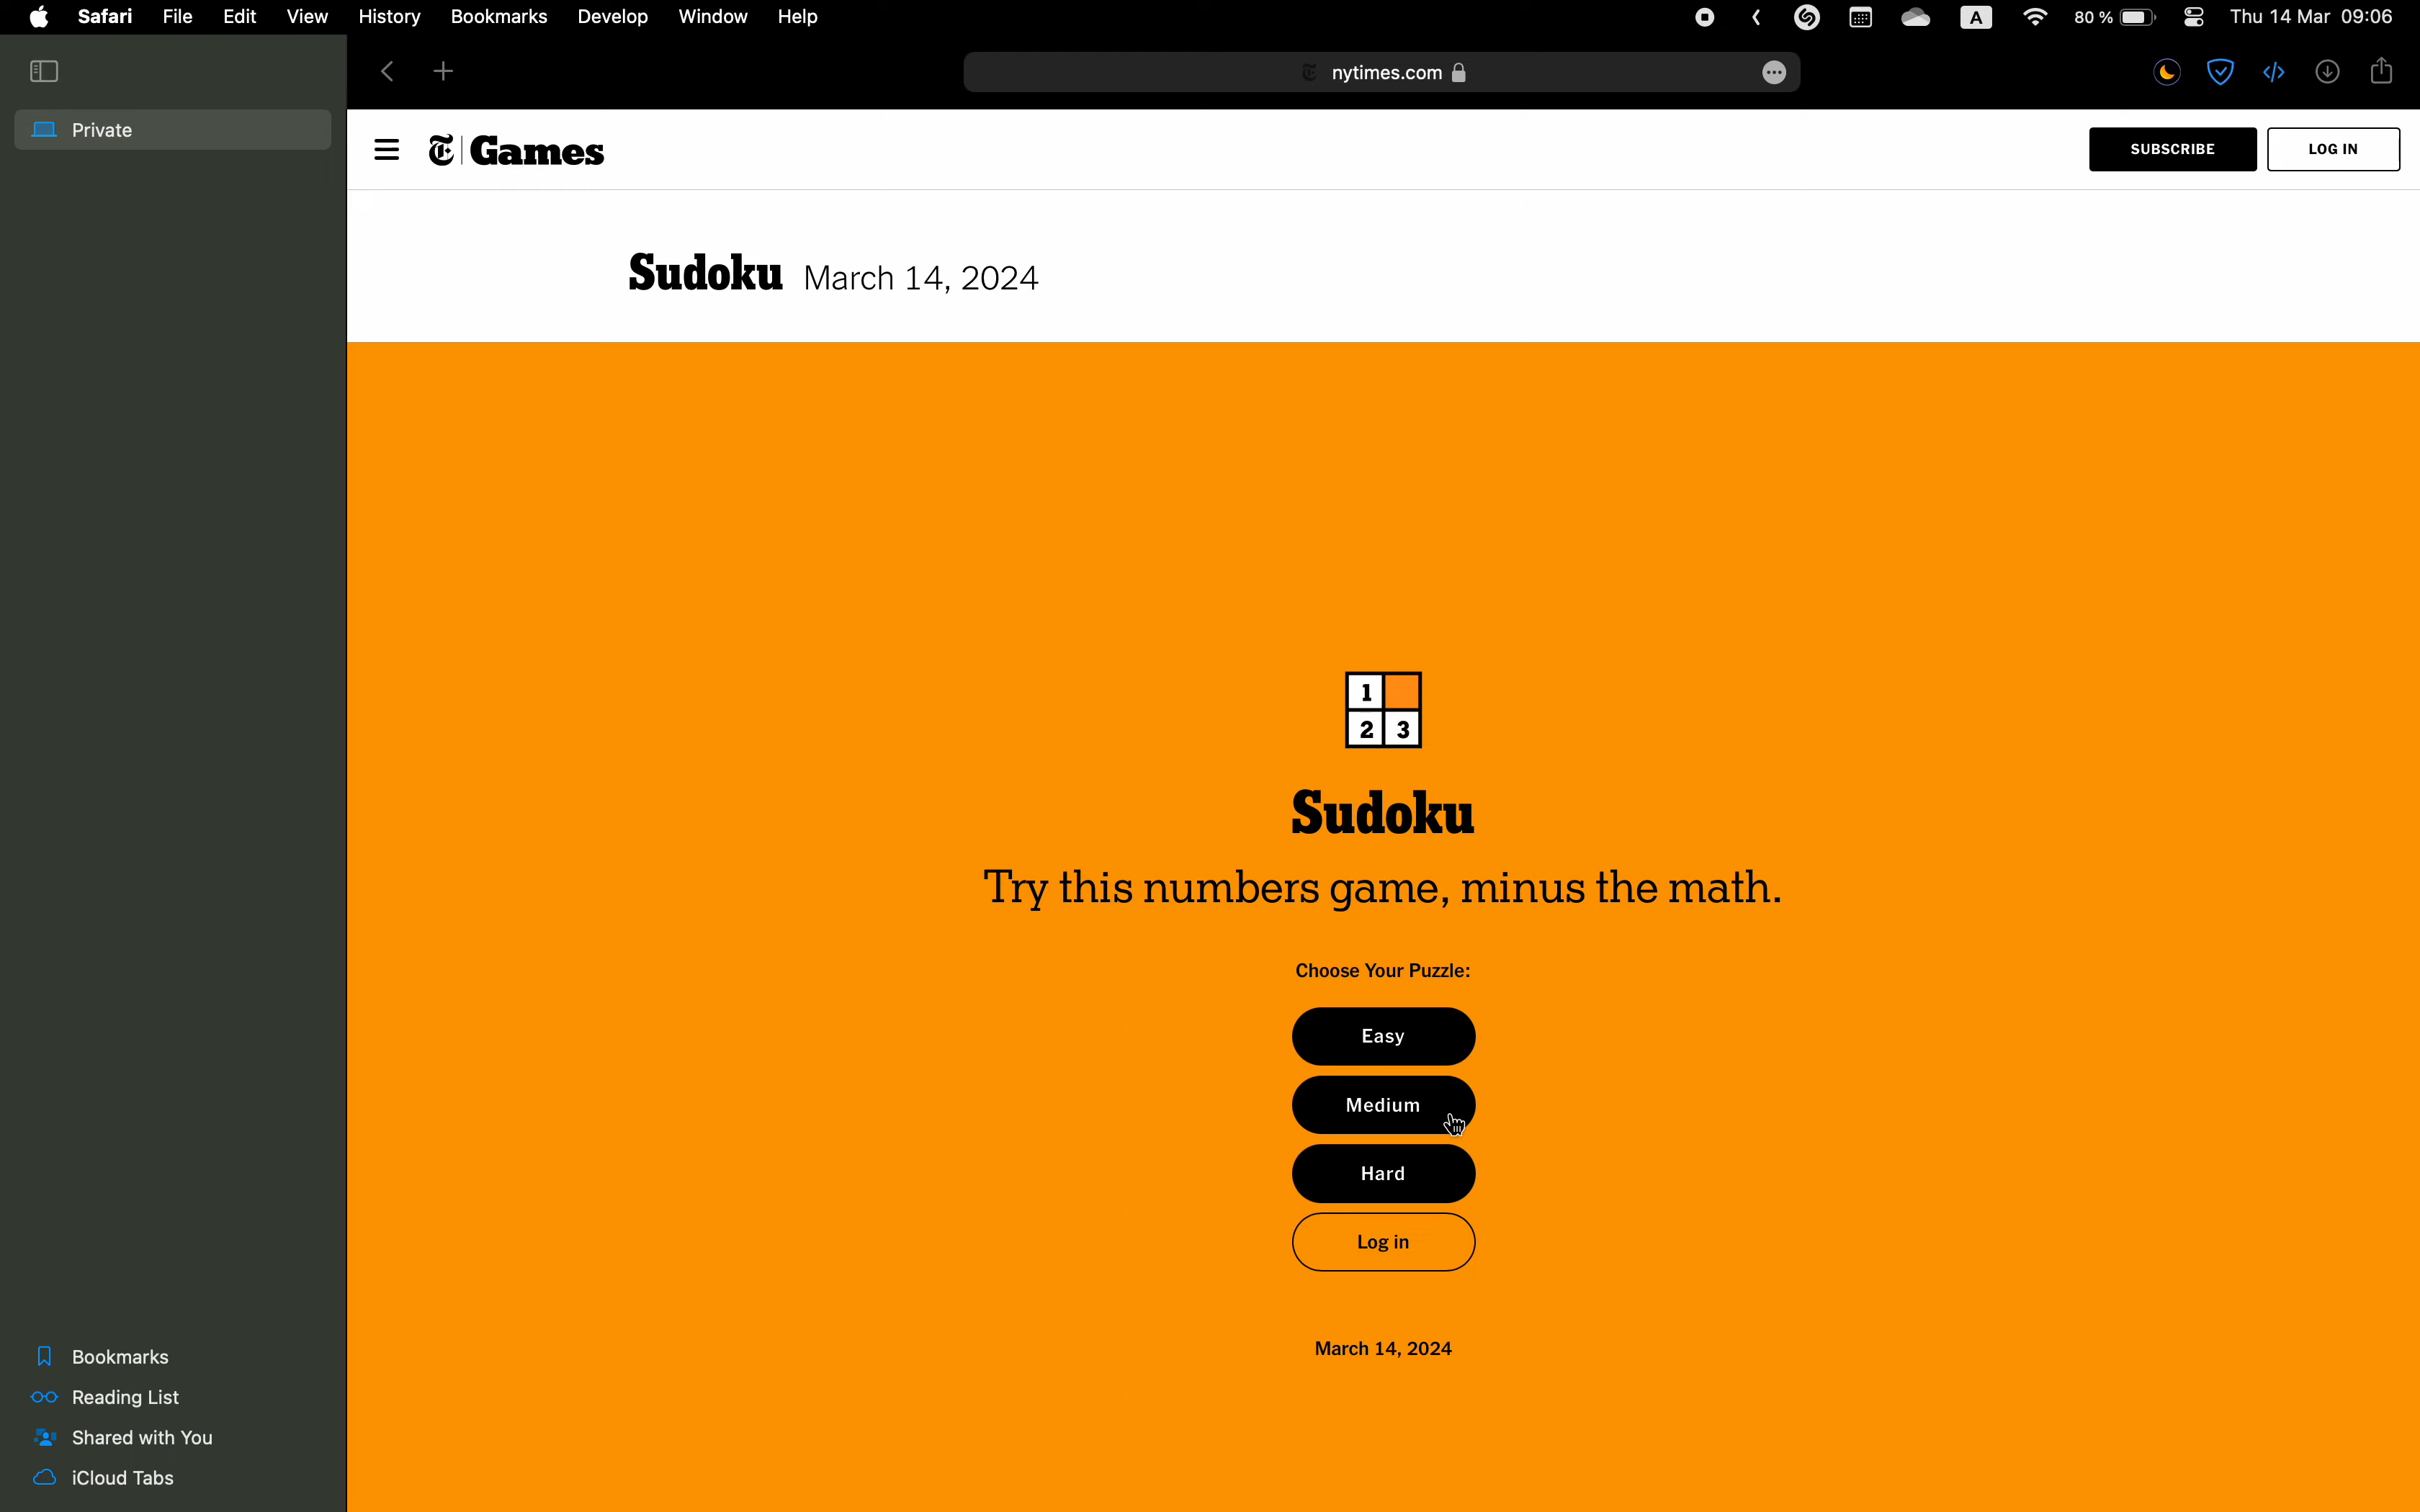 Safari File Edit View History Bookmarks Develop Window Help A 80 % Thu 14 Mar 09:06
nytimes.com
Private
T Games SUBSCRIBE LOG IN
Sudoku March 14, 2024
1
2 3
Sudoku
Try this numbers game, minus the math.
Choose Your Puzzle:
Easy
Medium
Hard
Log in
March 14, 2024
Bookmarks
Reading List
Shared with You
iCloud Tabs